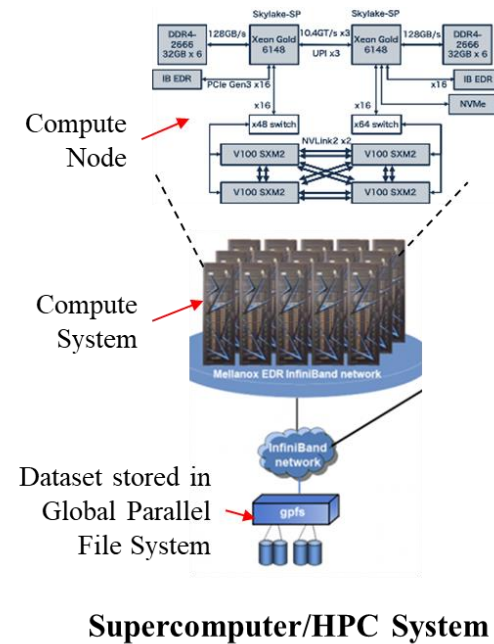 Skylake-SP
Skylake-SP
DDR4-
2666
32GB x 6
128GB/s
Xeon Gold
6148
10.4GT/s x3
UPI x3
Xeon Gold
6148
128GB/s
DDR4-
2666
32GB x 6
IB EDR
PCIe Gen3 x16
x16
IB EDR
NVMe
x16
x16
x48 switch
x64 switch
Compute
Node
NVLink2 x2
V100 SXM2
V100 SXM2
V100 SXM2
V100 SXM2
Compute
System
Mellanox EDR InfiniBand network
InfiniBand
network
Dataset stored in
Global Parallel
File System
gpfs
Supercomputer/HPC System